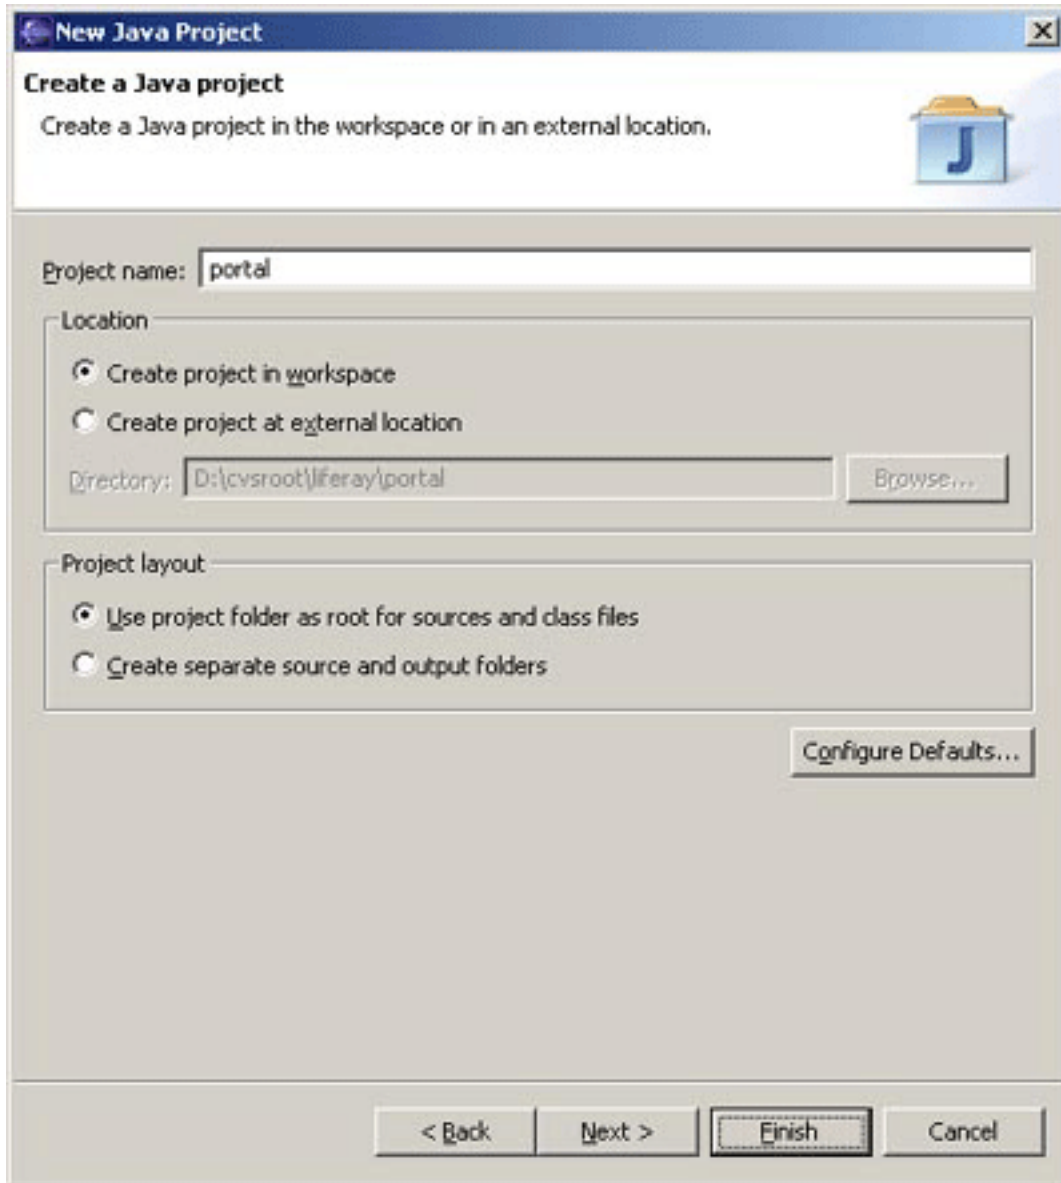 New Java Project
Create a Java project
Create a Java project in the workspace or in an external location.
J
Project name: portal
Location
Create project in workspace
Create project at external location
Directory: D:\cvsroot\liferay\portal Browse...
Project layout
Use project folder as root for sources and class files
Create separate source and output folders
Configure Defaults...
< Back Next > Finish Cancel